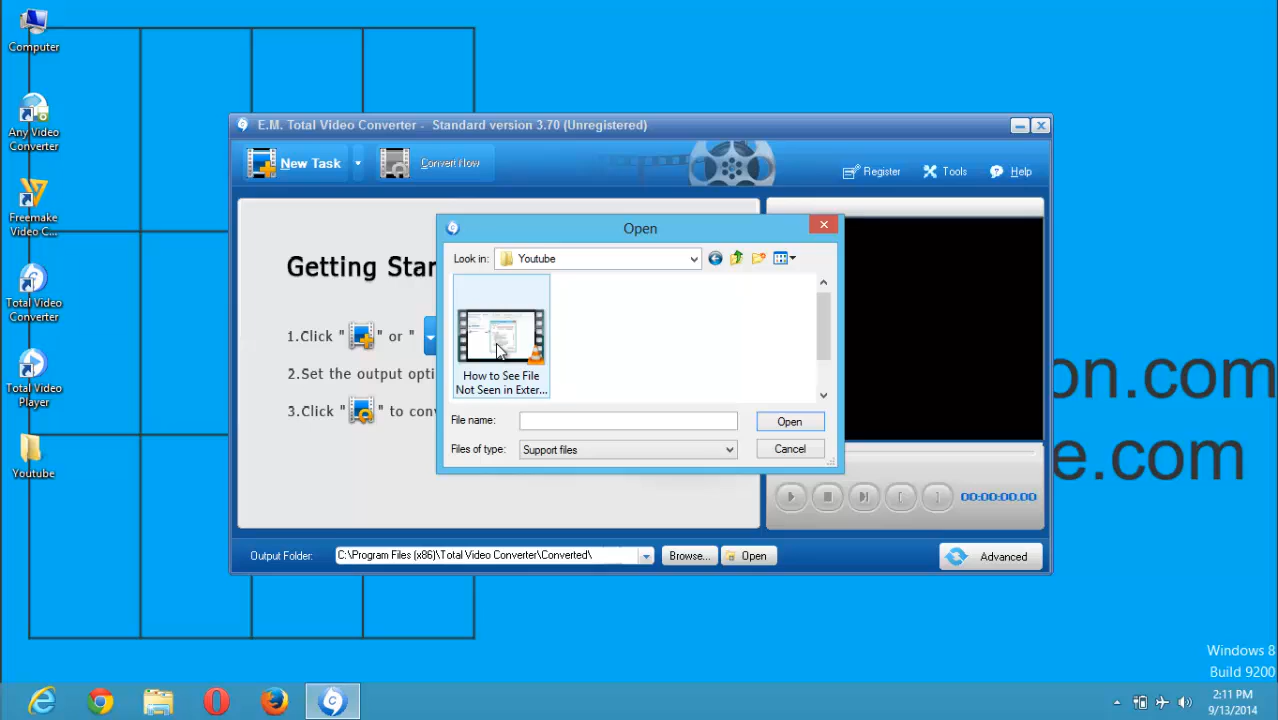 Computer
Any Video
Converter
Freemake
Video C...
Total Video
Converter
Total Video
Player
Youtube
E.M. Total Video Converter - Standard version 3.70 (Unregistered)
New Task
Convert Now
Register
Tools
Help
Getting Star
1.Click " " or "
2.Set the output opti
3.Click " " to conv
Open
Look in:
Youtube
How to See File
Not Seen in Exter...
File name:
Open
Files of type:
Support files
Cancel
00:00:00.00
Output Folder:
C:\Program Files (x86)\Total Video Converter\Converted\
Browse...
Open
Advanced
on.com
e.com
Windows 8
Build 9200
2:11 PM
9/13/2014